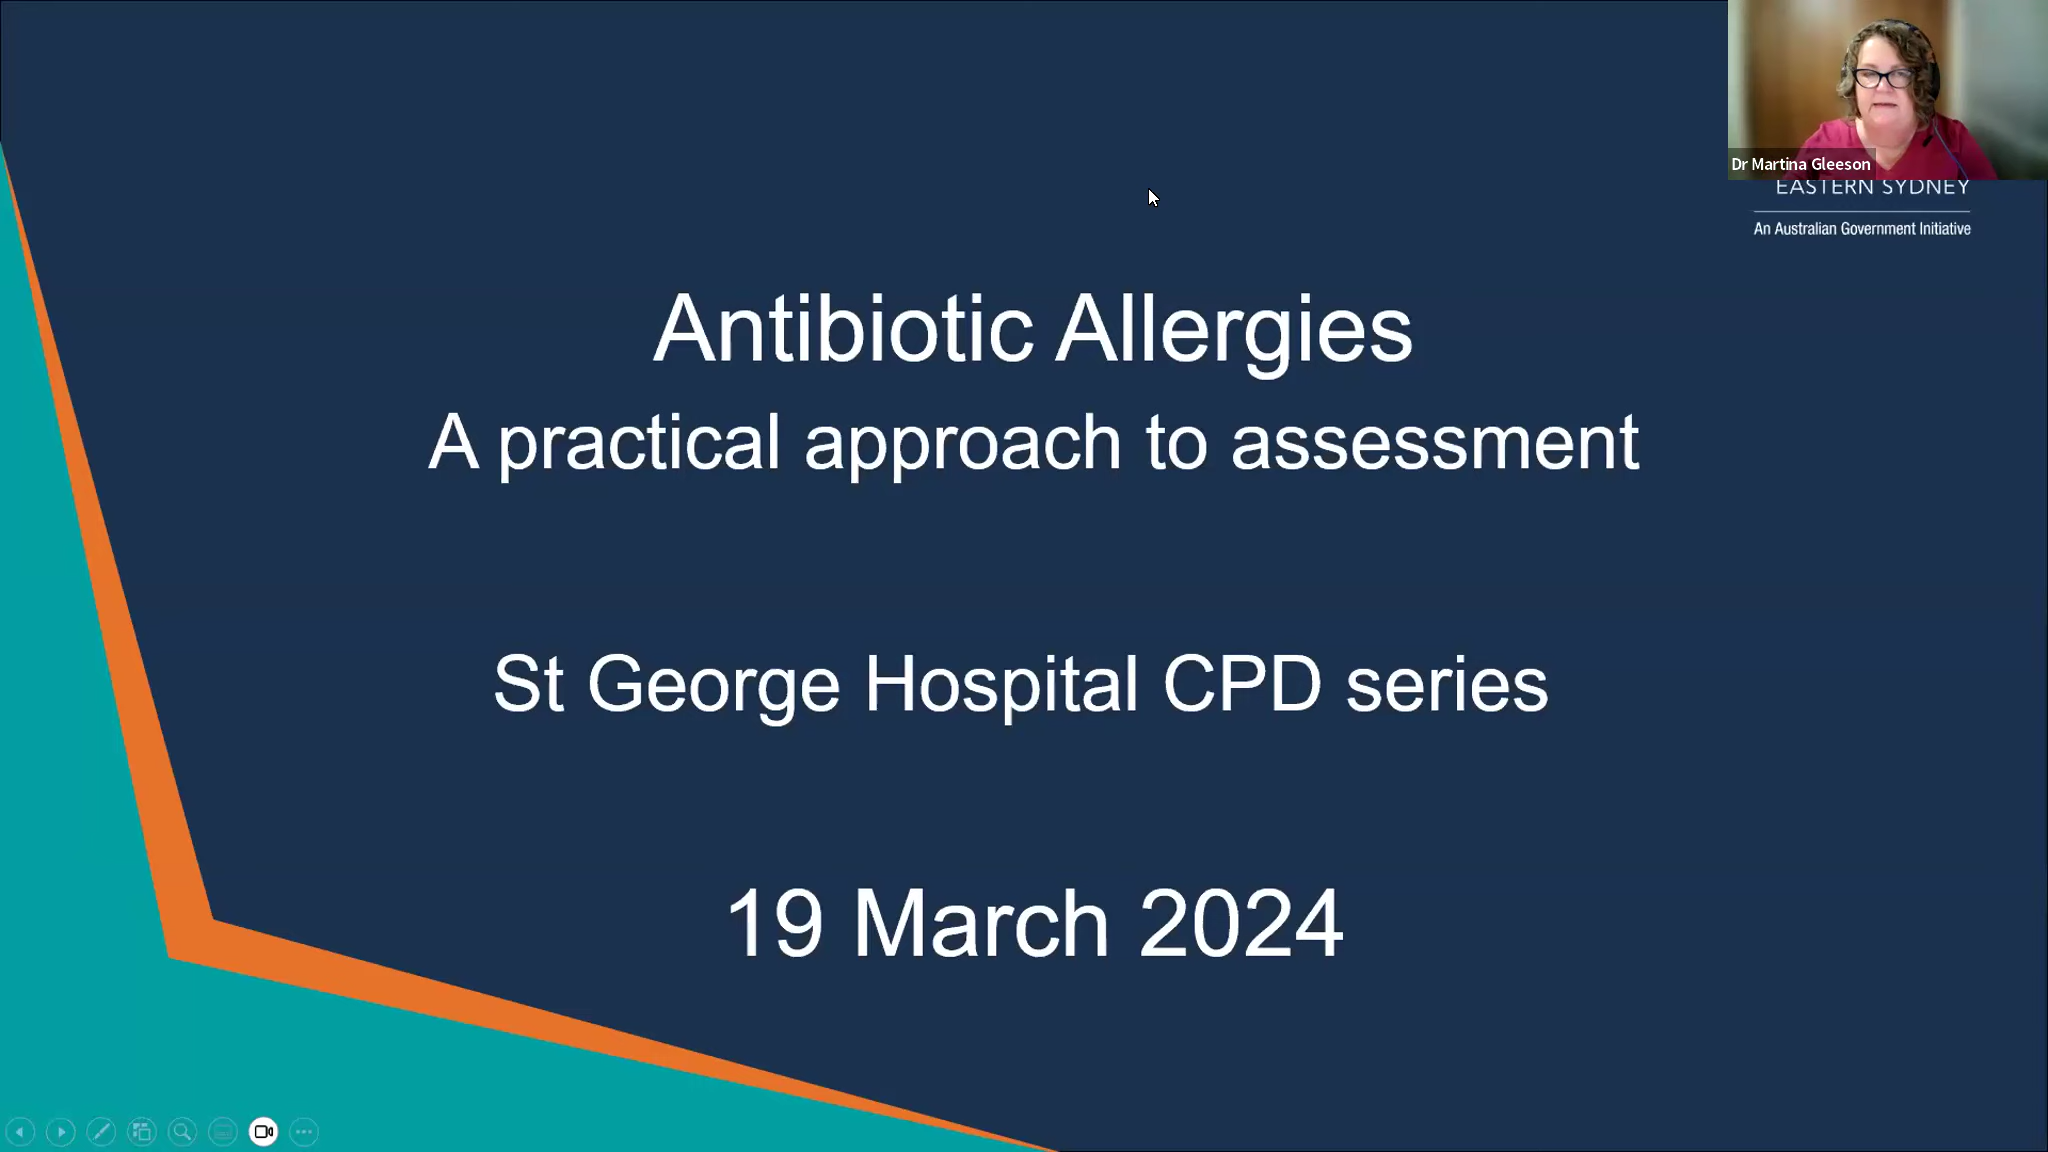 Dr Martina Gleeson
EASTERN SYDNEY
An Australian Government Initiative
Antibiotic Allergies
A practical approach to assessment
St George Hospital CPD series
19 March 2024